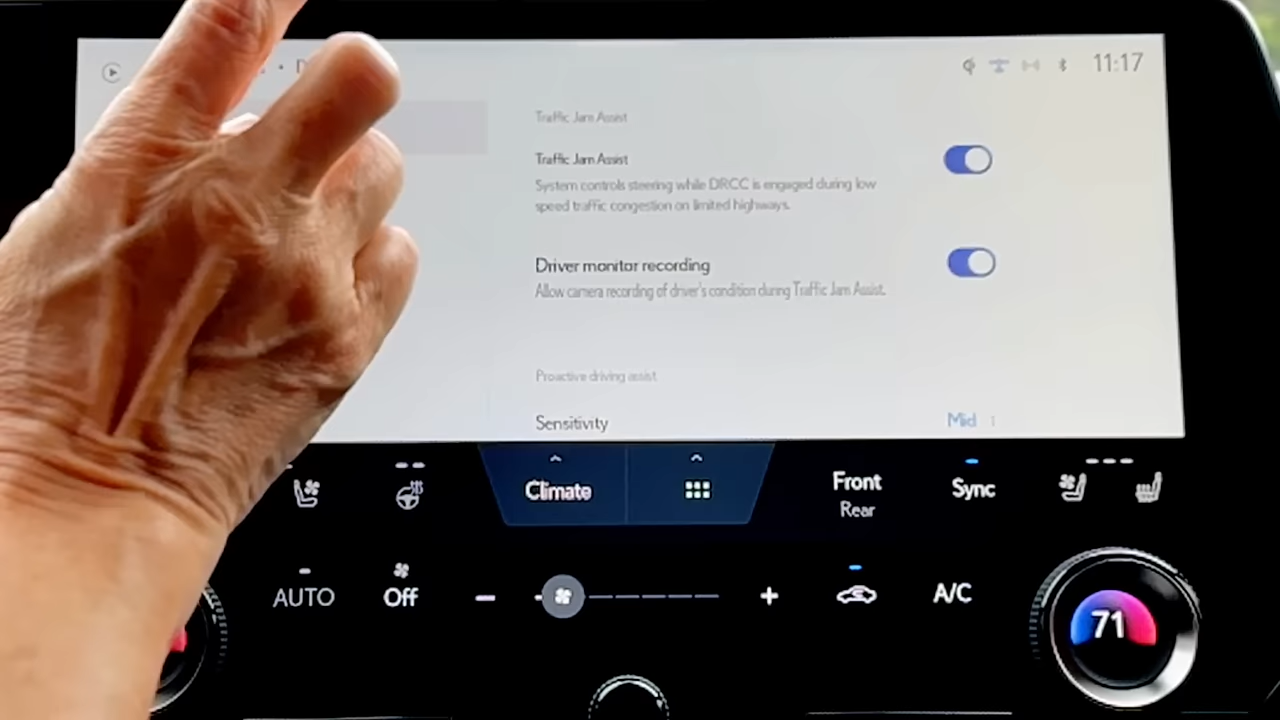 11:17
Traffic Jam Assist
Traffic Jam Assist
System controls steering while DRCC is engaged during low
speed traffic congestion on limited highways.
Driver monitor recording
Allow camera recording of driver's condition during Traffic Jam Assist.
Proactive driving assist
Sensitivity
Mid
Climate
Front
Rear
Sync
AUTO
Off
A/C
71